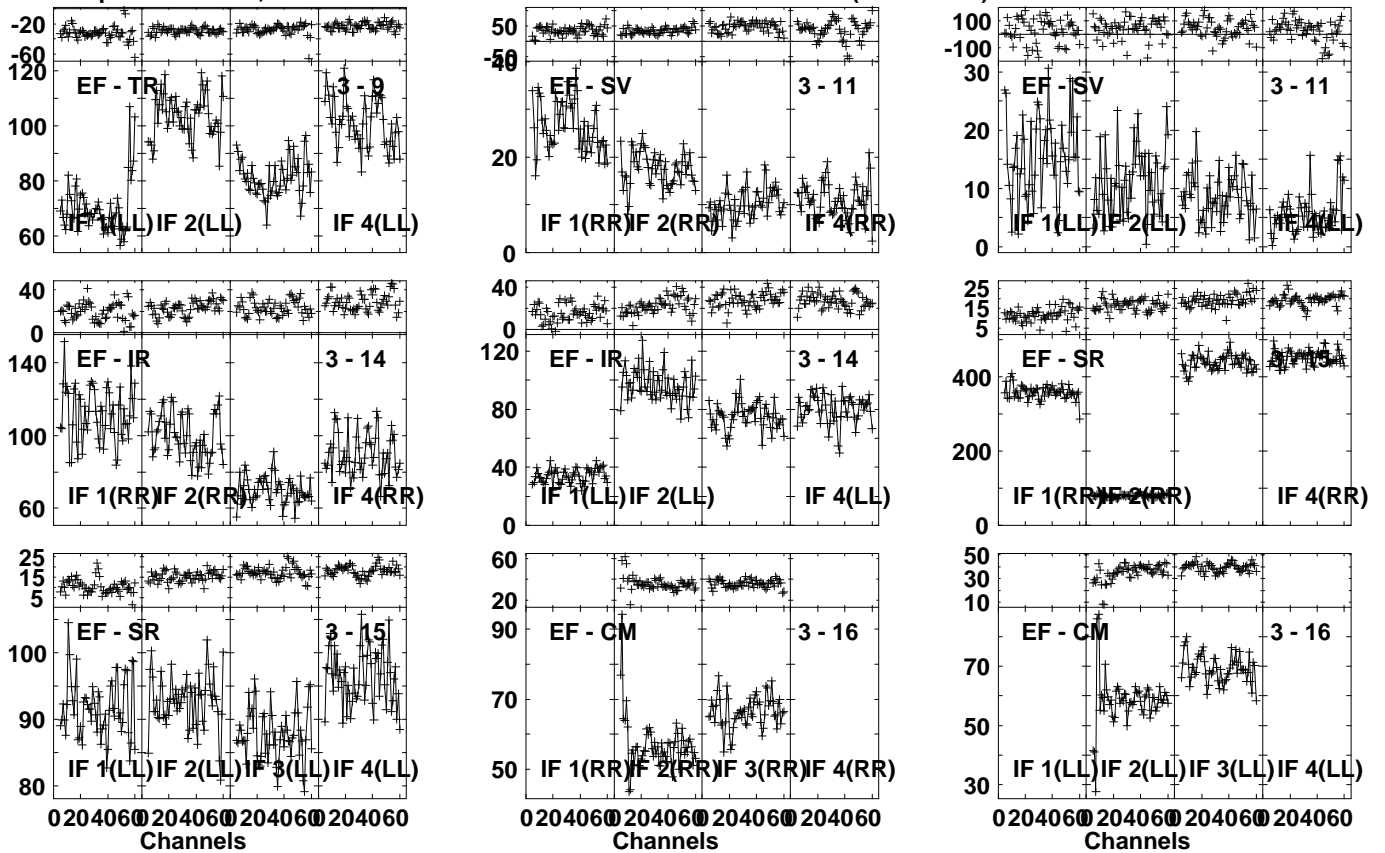 -20
-60
120
100
80
60
EF - TR
3 - 9
IF 1(LL)
IF 2(LL)
IF 4(LL)
50
40
20
0
EF - SV
3 - 11
IF 1(RR)
IF 2(RR)
IF 4(RR)
100
-100
30
20
10
0
EF - SV
3 - 11
IF 1(LL)
IF 2(LL)
IF 4(LL)
40
0
140
100
60
EF - IR
3 - 14
IF 1(RR)
IF 2(RR)
IF 4(RR)
40
0
120
80
40
0
EF - IR
3 - 14
IF 1(LL)
IF 2(LL)
IF 4(LL)
25
15
5
400
200
0
EF - SR
3 - 15
IF 1(RR)
IF 2(RR)
IF 4(RR)
25
15
5
100
90
80
EF - SR
3 - 15
IF 1(LL)
IF 2(LL)
IF 3(LL)
IF 4(LL)
0 20 40 60 0 20 40 60 0 20 40 60 0 20 40 60
Channels
60
20
90
70
50
EF - CM
3 - 16
IF 1(RR)
IF 2(RR)
IF 3(RR)
IF 4(RR)
0 20 40 60 0 20 40 60 0 20 40 60 0 20 40 60
Channels
50
30
10
70
50
30
EF - CM
3 - 16
IF 1(LL)
IF 2(LL)
IF 3(LL)
IF 4(LL)
0 20 40 60 0 20 40 60 0 20 40 60 0 20 40 60
Channels